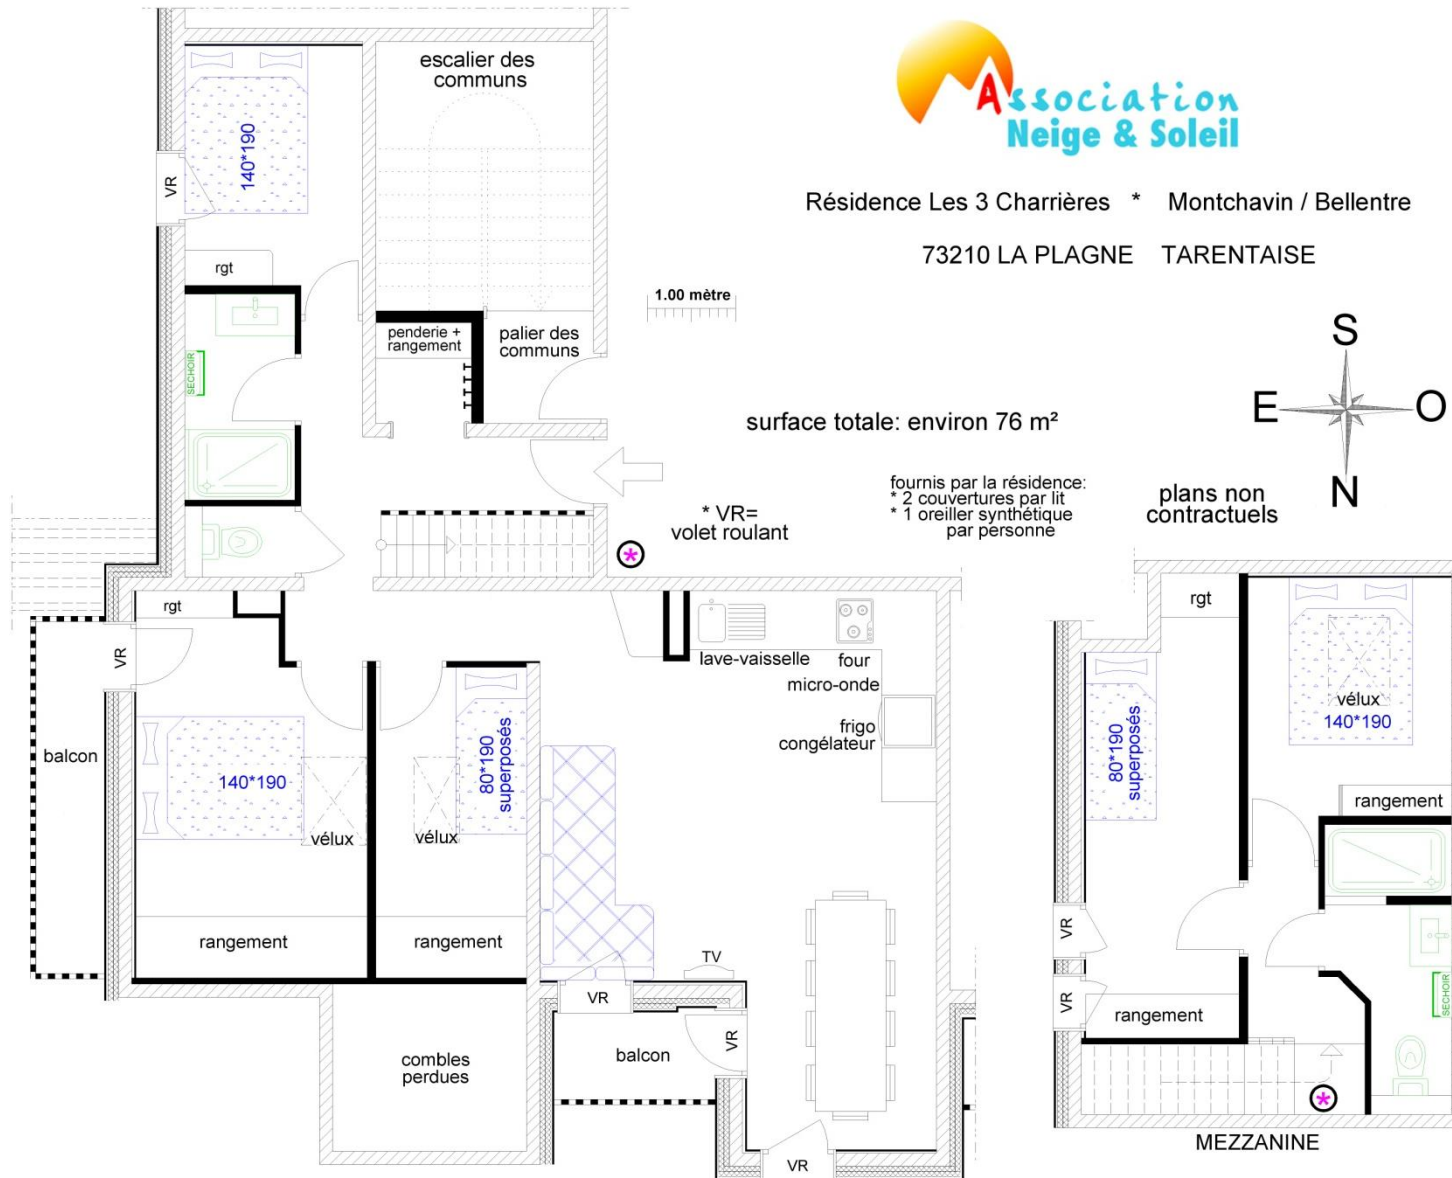 escalier des
communs
Association
Neige & Soleil
Résidence Les 3 Charrières * Montchavin / Bellentre
73210 LA PLAGNE TARENTAISE
140*190
VR
rgt
1.00 mètre
penderie +
rangement
palier des
communs
SECHOIR
S
E
O
N
surface totale: environ 76 m²
fournis par la résidence:
* 2 couvertures par lit
* 1 oreiller synthétique
par personne
plans non
contractuels
* VR=
volet roulant
*
rgt
VR
balcon
140*190
vélux
rangement
80*190
superposés
vélux
rangement
lave-vaisselle
four
micro-onde
frigo
congélateur
TV
VR
balcon
VR
VR
combles
perdues
rgt
80*190
superposés
vélux
140*190
rangement
VR
VR
rangement
SECHOIR
*
MEZZANINE